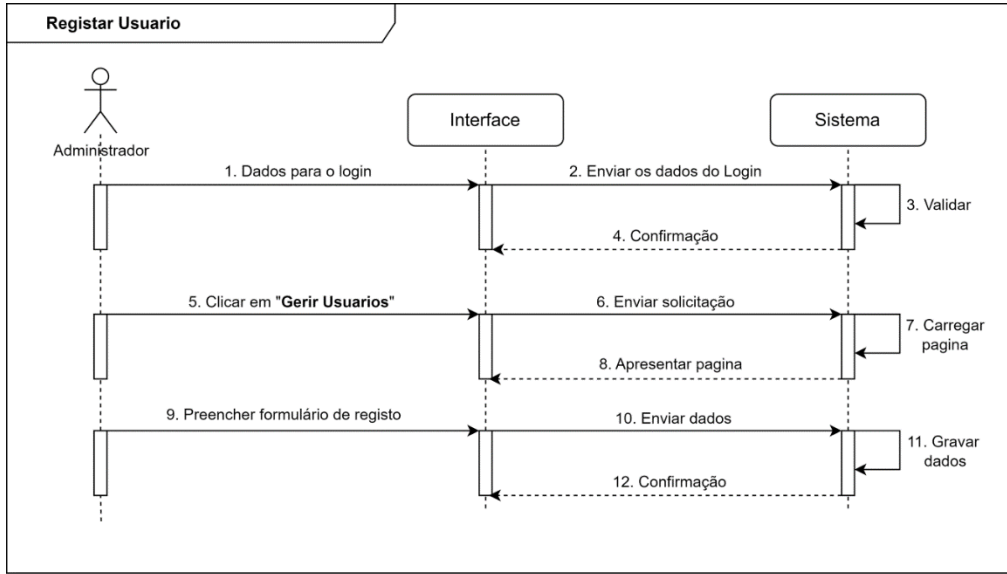 Registar Usuario
Administrador
Interface
Sistema
1. Dados para o login
2. Enviar os dados do Login
3. Validar
4. Confirmação
5. Clicar em "Gerir Usuarios"
6. Enviar solicitação
7. Carregar
pagina
8. Apresentar pagina
9. Preencher formulário de registo
10. Enviar dados
11. Gravar
dados
12. Confirmação